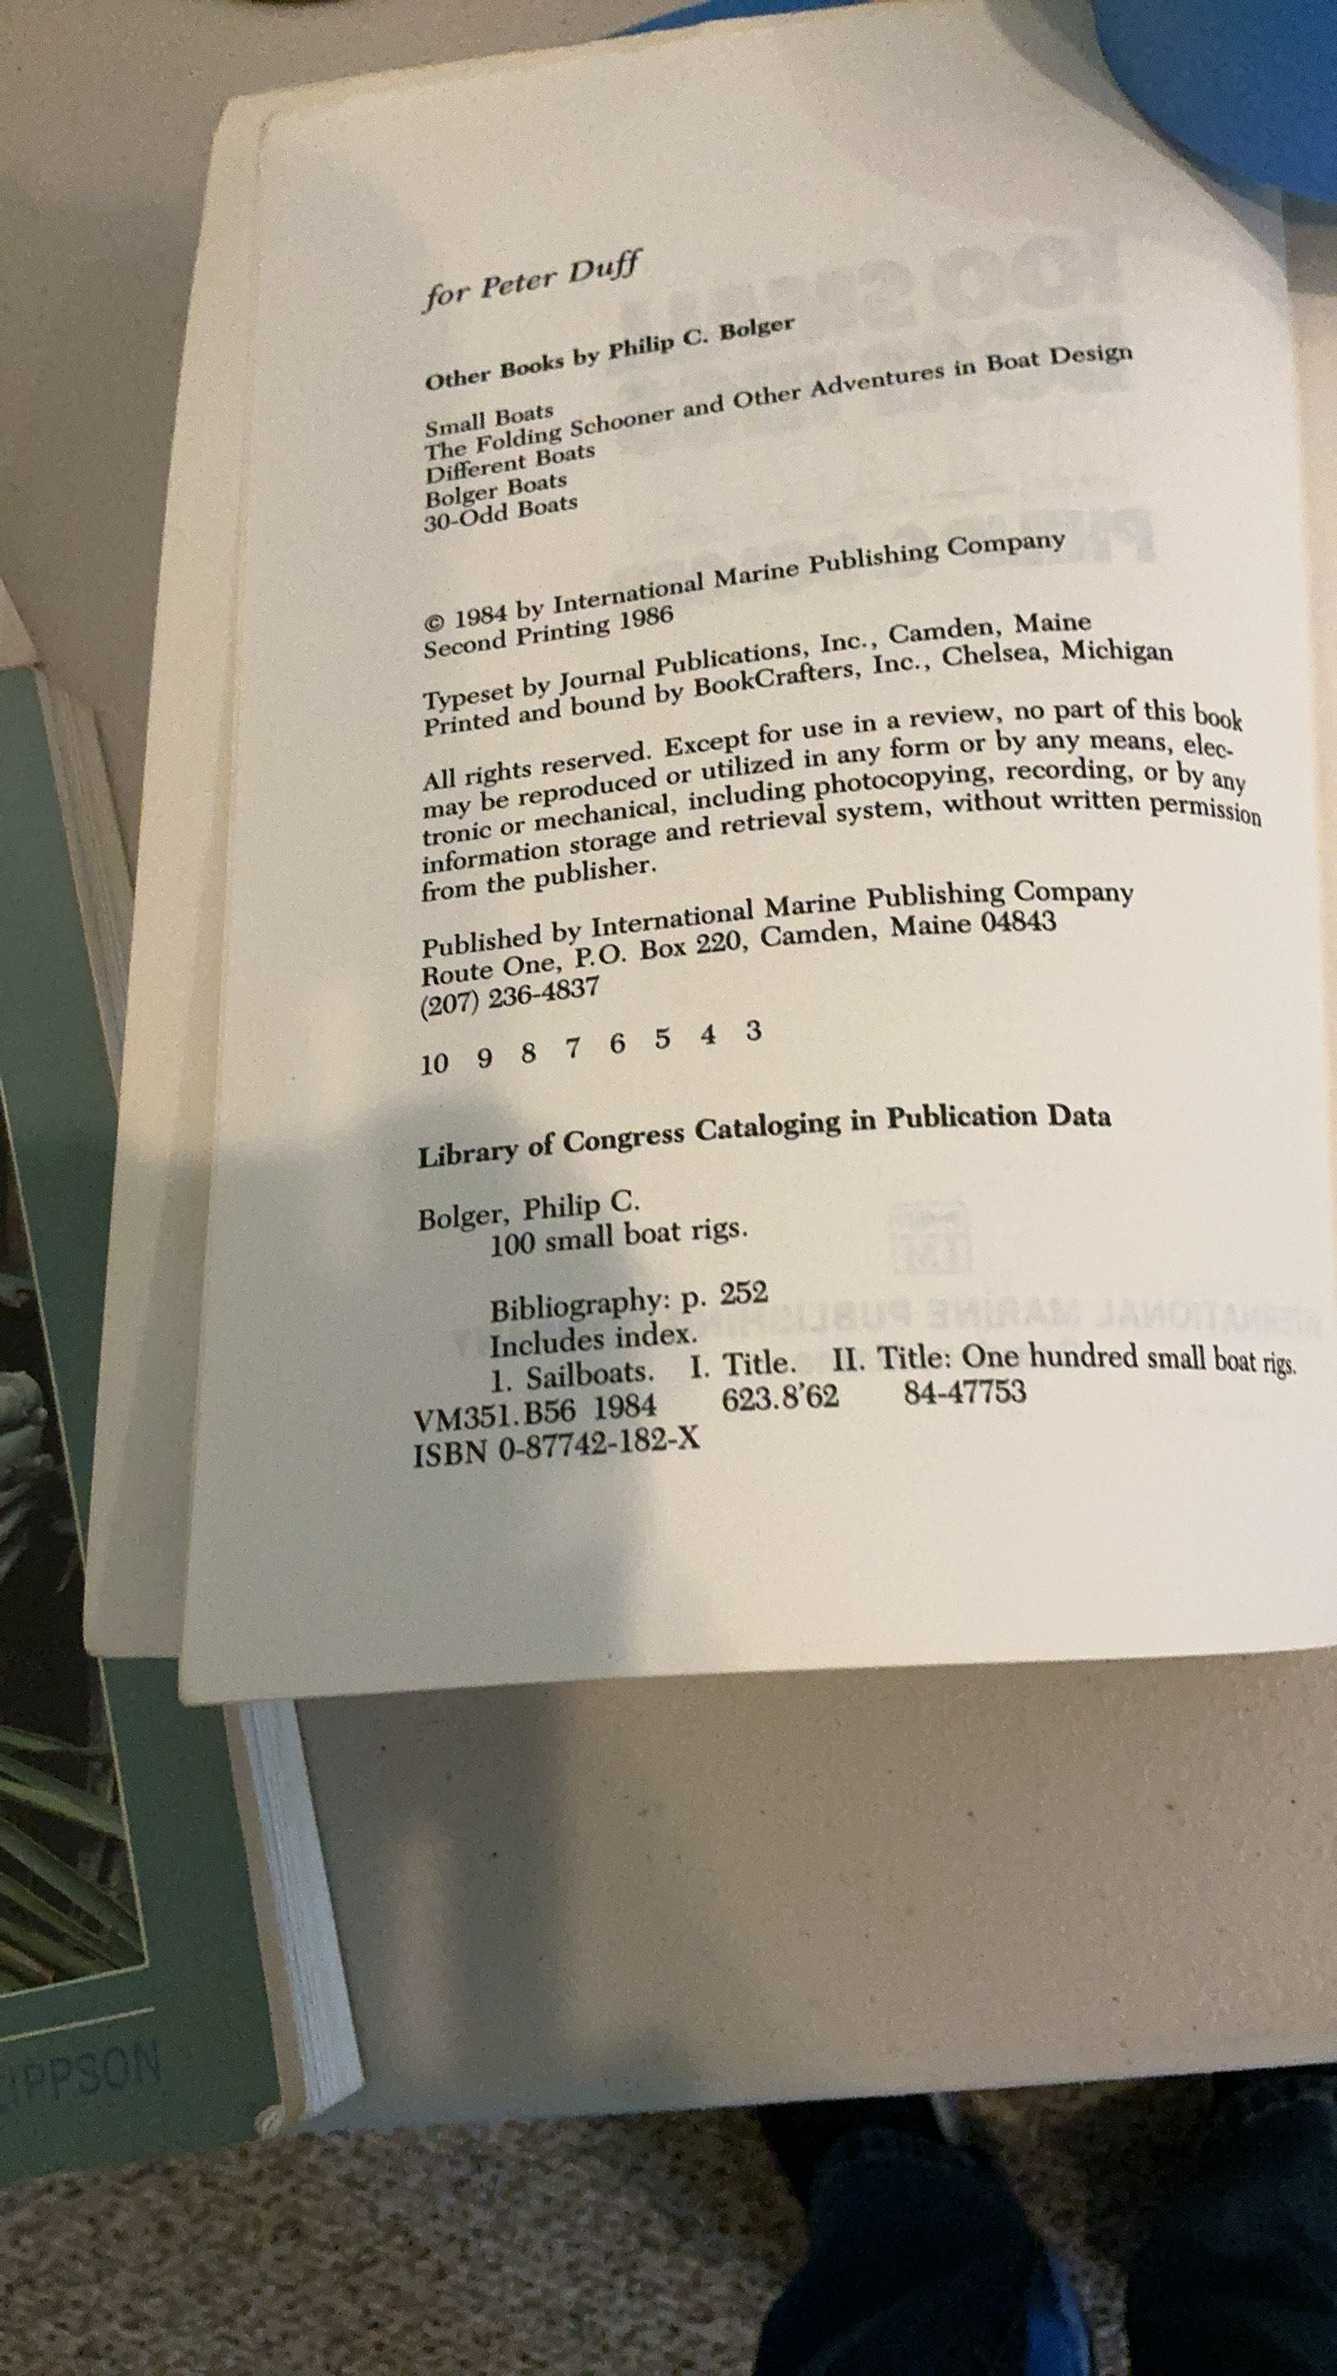 for Peter Duff
Other Books by Philip C. Bolger
Small Boats
The Folding Schooner and Other Adventures in Boat Design
Different Boats
Bolger Boats
30-Odd Boats
© 1984 by International Marine Publishing Company
Second Printing 1986
Typeset by Journal Publications, Inc., Camden, Maine
Printed and bound by BookCrafters, Inc., Chelsea, Michigan
All rights reserved. Except for use in a review, no part of this book
may be reproduced or utilized in any form or by any means, elec-
tronic or mechanical, including photocopying, recording, or by any
information storage and retrieval system, without written permission
from the publisher.
Published by International Marine Publishing Company
Route One, P.O. Box 220, Camden, Maine 04843
(207) 236-4837
10 9 8 7 6 5 4 3
Library of Congress Cataloging in Publication Data
Bolger, Philip C.
100 small boat rigs.
Bibliography: p. 252
Includes index.
1. Sailboats. I. Title. II. Title: One hundred small boat rigs.
VM351.B56 1984 623.8'62 84-47753
ISBN 0-87742-182-X